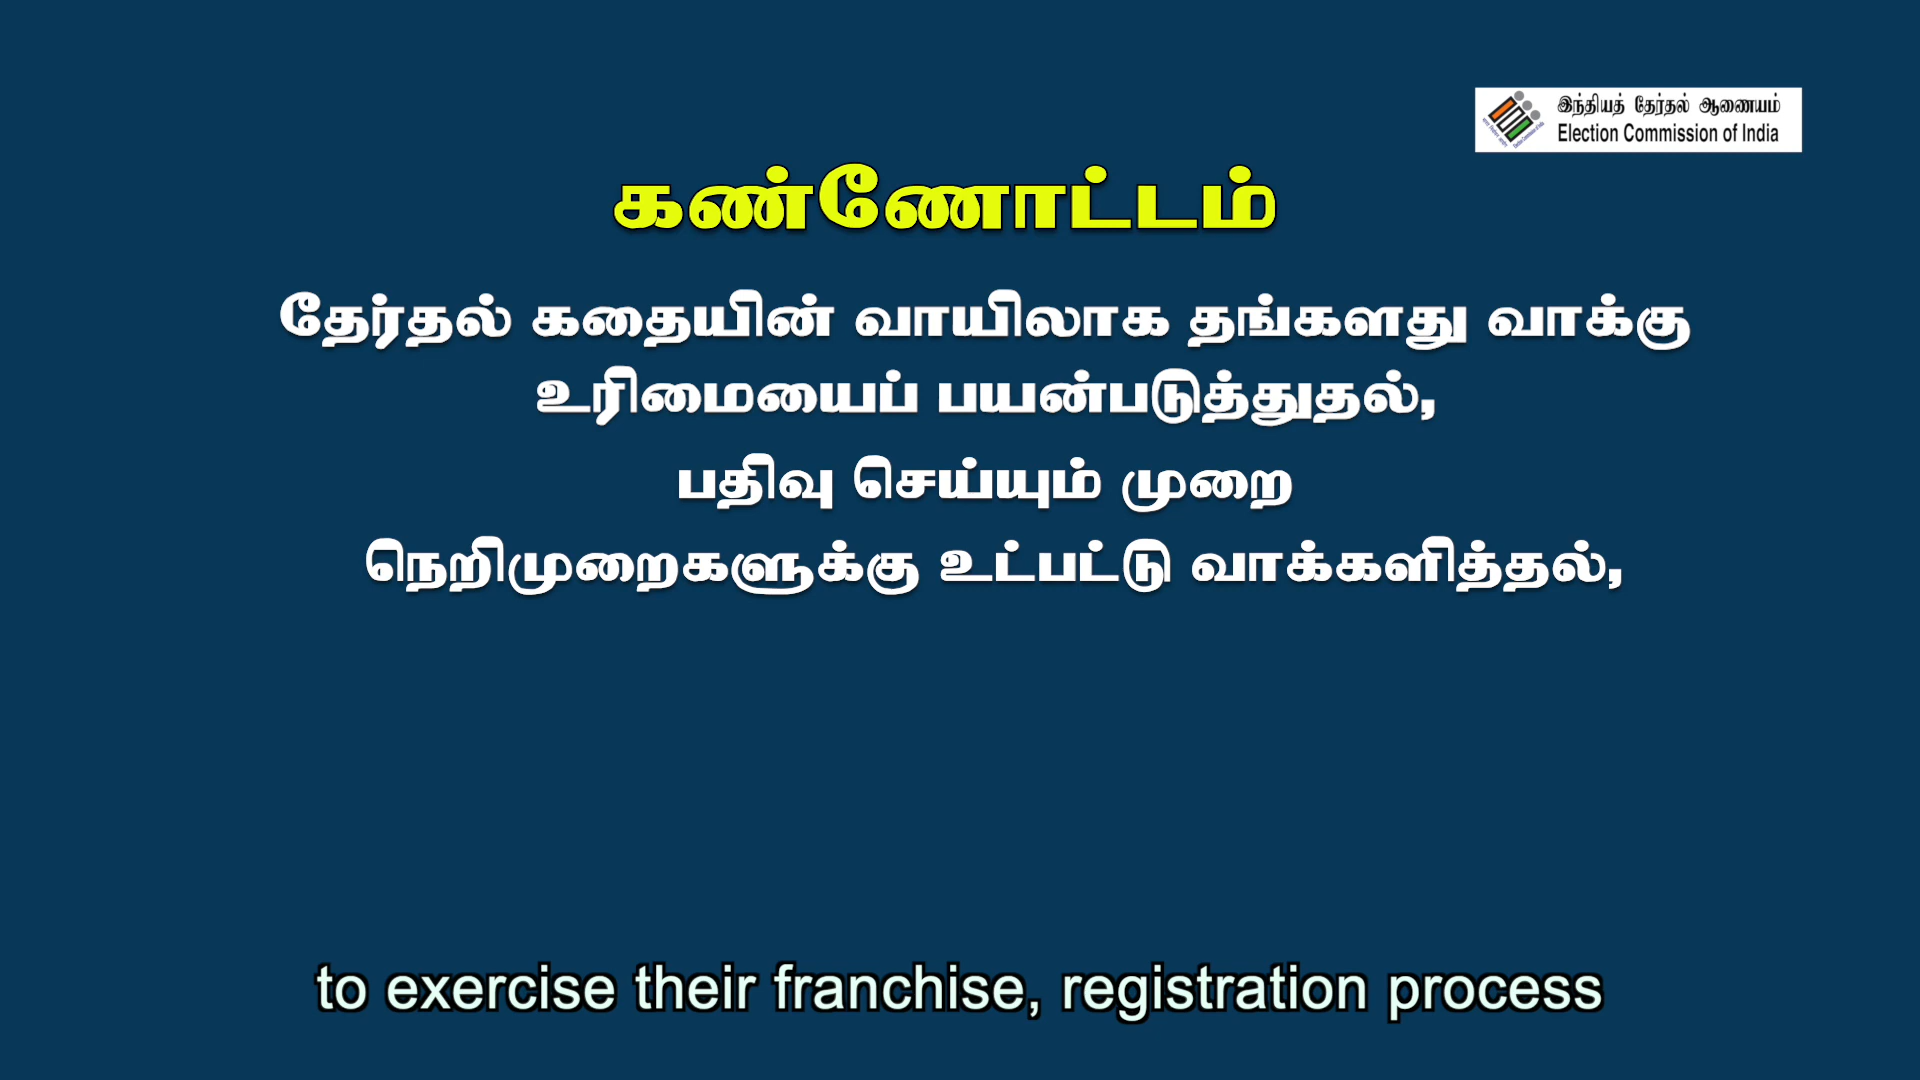 இந்தியத் தேர்தல் ஆணையம்
Election Commission of India
கண்ணோட்டம்
தேர்தல் கதையின் வாயிலாக தங்களது வாக்கு
உரிமையைப் பயன்படுத்துதல்,
பதிவு செய்யும் முறை
நெறிமுறைகளுக்கு உட்பட்டு வாக்களித்தல்,
to exercise their franchise, registration process